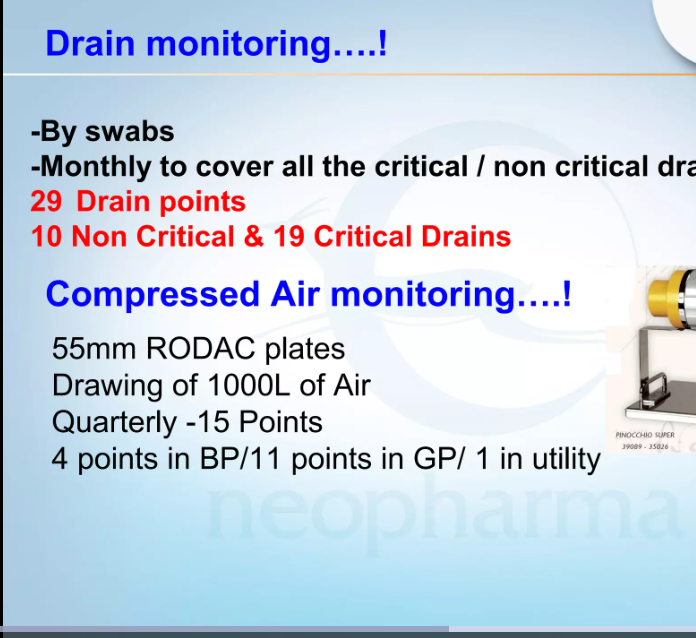 Drain monitoring….!
-By swabs
-Monthly to cover all the critical / non critical dra
29 Drain points
10 Non Critical & 19 Critical Drains
Compressed Air monitoring….!
55mm RODAC plates
Drawing of 1000L of Air
Quarterly -15 Points
4 points in BP/11 points in GP/ 1 in utility
PINOCCHIO SUPER
39089 - 35026
neopharma